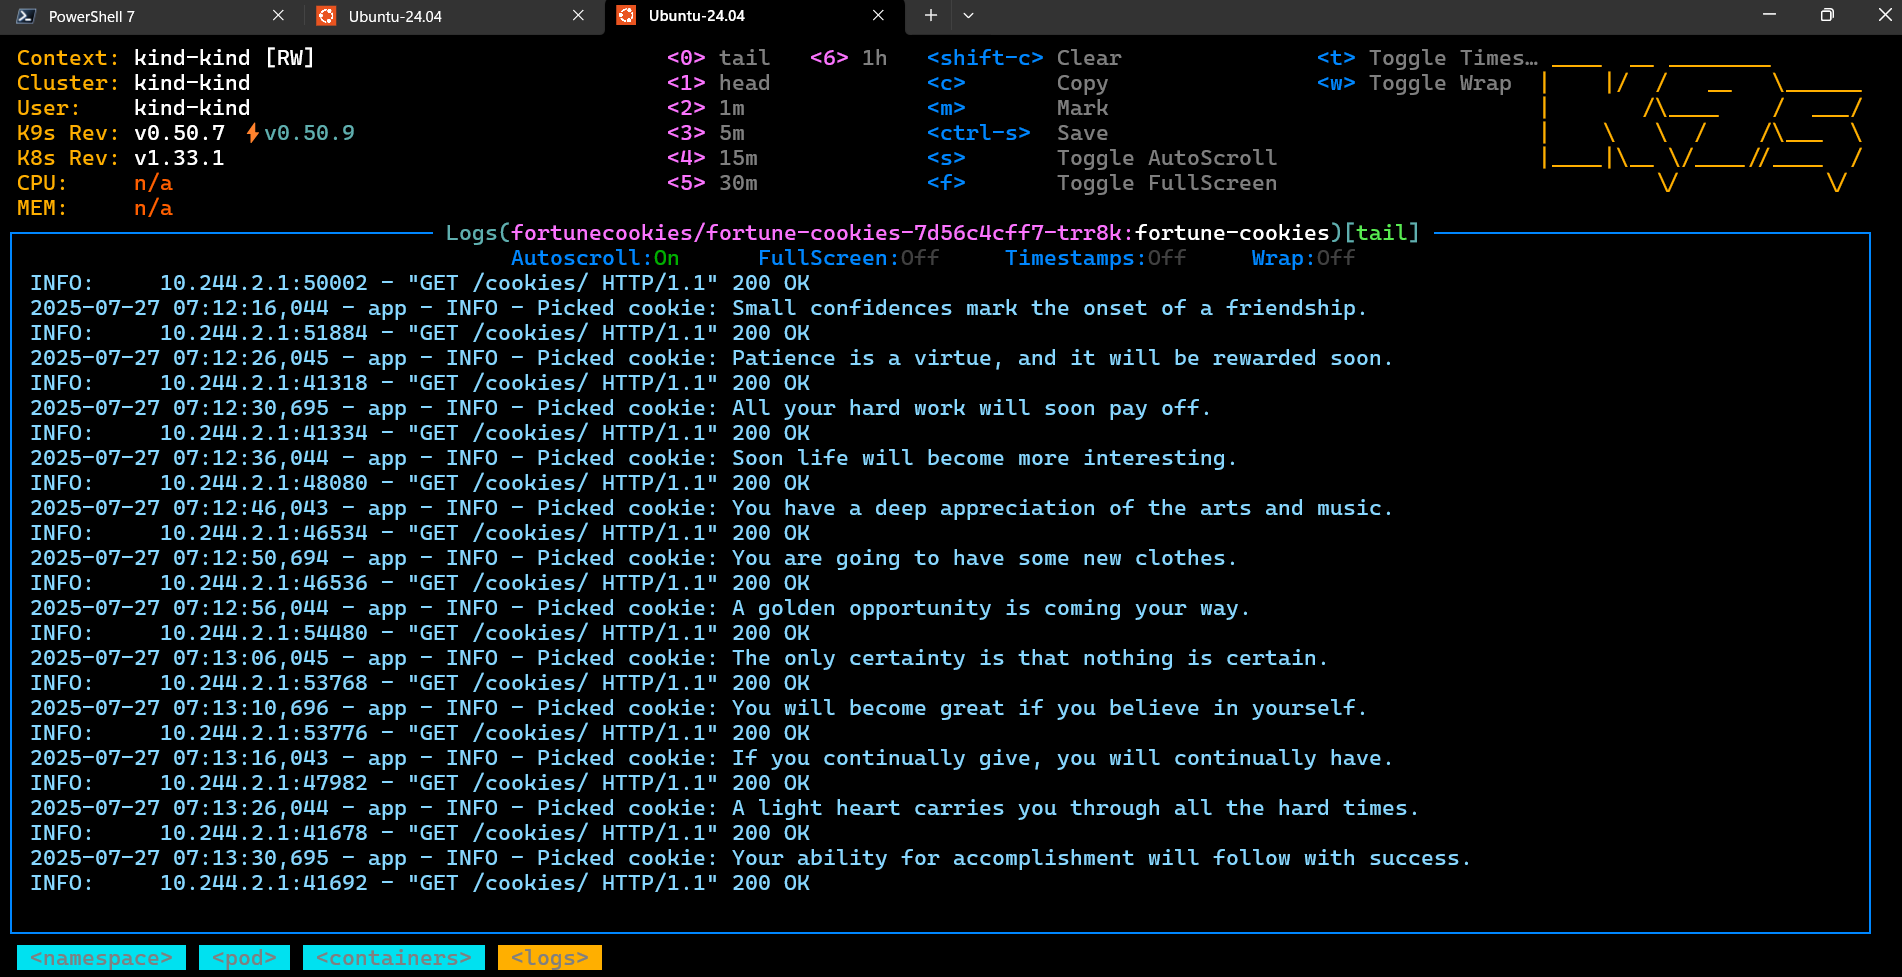 PowerShell 7 Ubuntu-24.04 Ubuntu-24.04
Context: kind-kind [RW] <0> tail <6> 1h <shift-c> Clear <t> Toggle Times…
Cluster: kind-kind <1> head <c> Copy <w> Toggle Wrap
User: kind-kind <2> 1m <m> Mark
K9s Rev: v0.50.7 ⚡v0.50.9 <3> 5m <ctrl-s> Save
K8s Rev: v1.33.1 <4> 15m <s> Toggle AutoScroll
CPU: n/a <5> 30m <f> Toggle FullScreen
MEM: n/a
K9s
Logs(fortunecookies/fortune-cookies-7d56c4cff7-trr8k:fortune-cookies)[tail]
Autoscroll:On FullScreen:Off Timestamps:Off Wrap:Off
INFO: 10.244.2.1:50002 - "GET /cookies/ HTTP/1.1" 200 OK
2025-07-27 07:12:16,044 - app - INFO - Picked cookie: Small confidences mark the onset of a friendship.
INFO: 10.244.2.1:51884 - "GET /cookies/ HTTP/1.1" 200 OK
2025-07-27 07:12:26,045 - app - INFO - Picked cookie: Patience is a virtue, and it will be rewarded soon.
INFO: 10.244.2.1:41318 - "GET /cookies/ HTTP/1.1" 200 OK
2025-07-27 07:12:30,695 - app - INFO - Picked cookie: All your hard work will soon pay off.
INFO: 10.244.2.1:41334 - "GET /cookies/ HTTP/1.1" 200 OK
2025-07-27 07:12:36,044 - app - INFO - Picked cookie: Soon life will become more interesting.
INFO: 10.244.2.1:48080 - "GET /cookies/ HTTP/1.1" 200 OK
2025-07-27 07:12:46,043 - app - INFO - Picked cookie: You have a deep appreciation of the arts and music.
INFO: 10.244.2.1:46534 - "GET /cookies/ HTTP/1.1" 200 OK
2025-07-27 07:12:50,694 - app - INFO - Picked cookie: You are going to have some new clothes.
INFO: 10.244.2.1:46536 - "GET /cookies/ HTTP/1.1" 200 OK
2025-07-27 07:12:56,044 - app - INFO - Picked cookie: A golden opportunity is coming your way.
INFO: 10.244.2.1:54480 - "GET /cookies/ HTTP/1.1" 200 OK
2025-07-27 07:13:06,045 - app - INFO - Picked cookie: The only certainty is that nothing is certain.
INFO: 10.244.2.1:53768 - "GET /cookies/ HTTP/1.1" 200 OK
2025-07-27 07:13:10,696 - app - INFO - Picked cookie: You will become great if you believe in yourself.
INFO: 10.244.2.1:53776 - "GET /cookies/ HTTP/1.1" 200 OK
2025-07-27 07:13:16,043 - app - INFO - Picked cookie: If you continually give, you will continually have.
INFO: 10.244.2.1:47982 - "GET /cookies/ HTTP/1.1" 200 OK
2025-07-27 07:13:26,044 - app - INFO - Picked cookie: A light heart carries you through all the hard times.
INFO: 10.244.2.1:41678 - "GET /cookies/ HTTP/1.1" 200 OK
2025-07-27 07:13:30,695 - app - INFO - Picked cookie: Your ability for accomplishment will follow with success.
INFO: 10.244.2.1:41692 - "GET /cookies/ HTTP/1.1" 200 OK
<namespace> <pod> <containers> <logs>